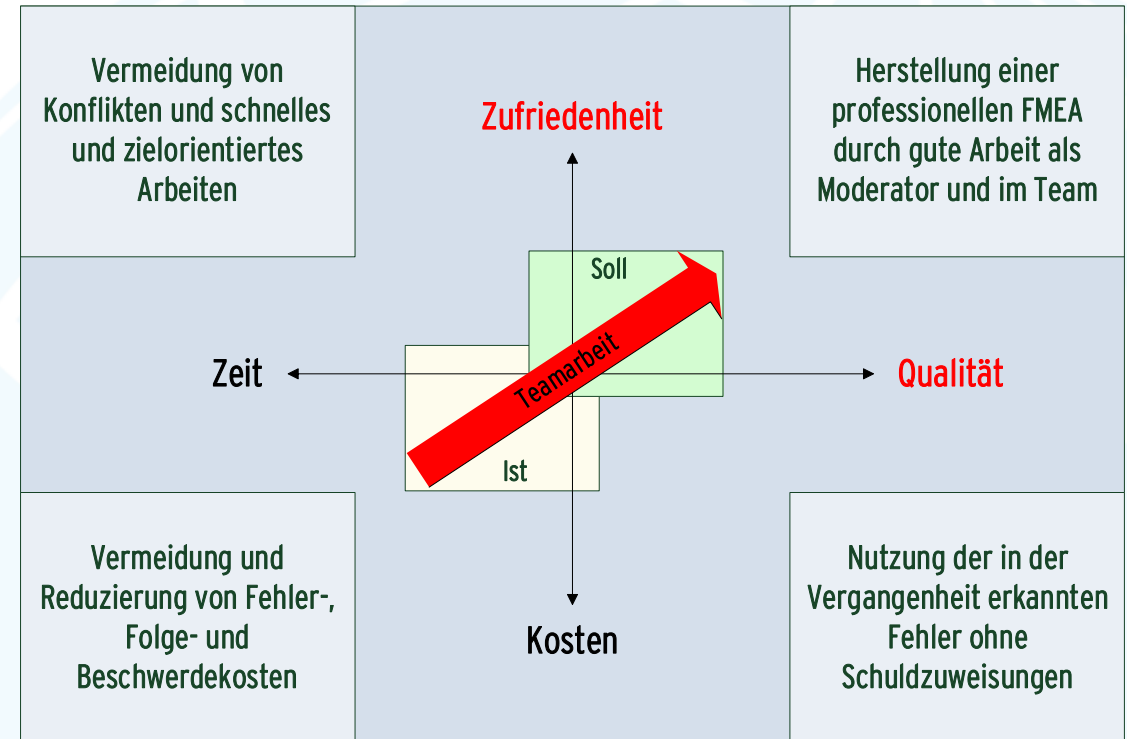 Vermeidung von
Konflikten und schnelles
und zielorientiertes
Arbeiten
Zufriedenheit
Herstellung einer
professionellen FMEA
durch gute Arbeit als
Moderator und im Team
Soll
Zeit
Teamarbeit
Qualität
Ist
Vermeidung und
Reduzierung von Fehler-,
Folge- und
Beschwerdekosten
Kosten
Nutzung der in der
Vergangenheit erkannten
Fehler ohne
Schuldzuweisungen